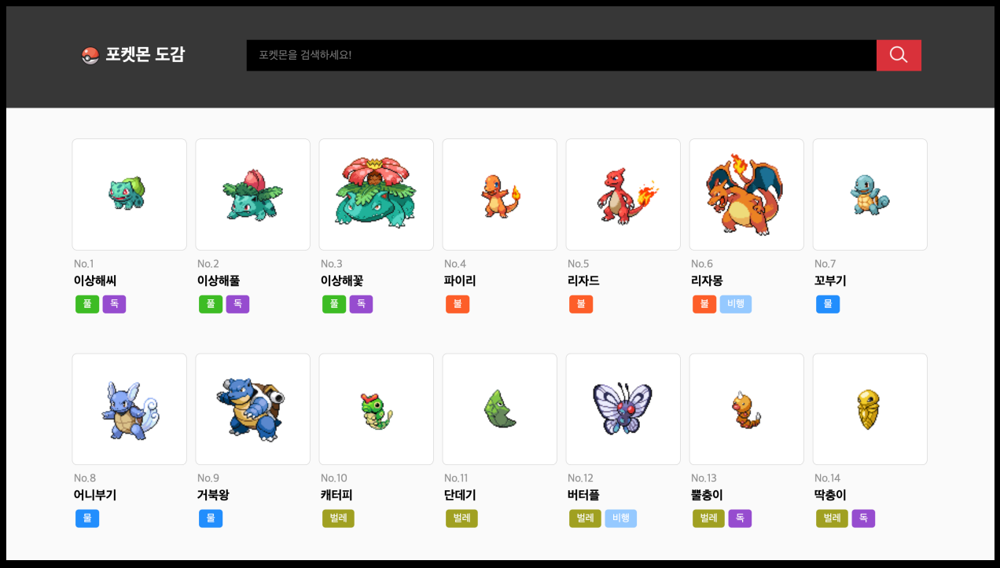 포켓몬 도감
포켓몬을 검색하세요!
No.1
이상해씨
풀 독
No.2
이상해풀
풀 독
No.3
이상해꽃
풀 독
No.4
파이리
불
No.5
리자드
불
No.6
리자몽
불 비행
No.7
꼬부기
물
No.8
어니부기
물
No.9
거북왕
물
No.10
캐터피
벌레
No.11
단데기
벌레
No.12
버터플
벌레 비행
No.13
뿔충이
벌레 독
No.14
딱충이
벌레 독